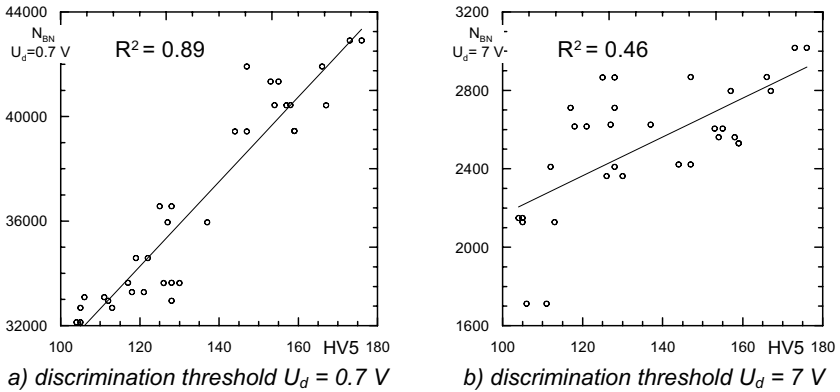 44000
N_BN
U_d=0.7 V
R² = 0.89
40000
36000
32000
100 120 140 160 HV5 180
a) discrimination threshold U_d = 0.7 V
3200
N_BN
U_d= 7 V
R² = 0.46
2800
2400
2000
1600
100 120 140 160 HV5 180
b) discrimination threshold U_d = 7 V